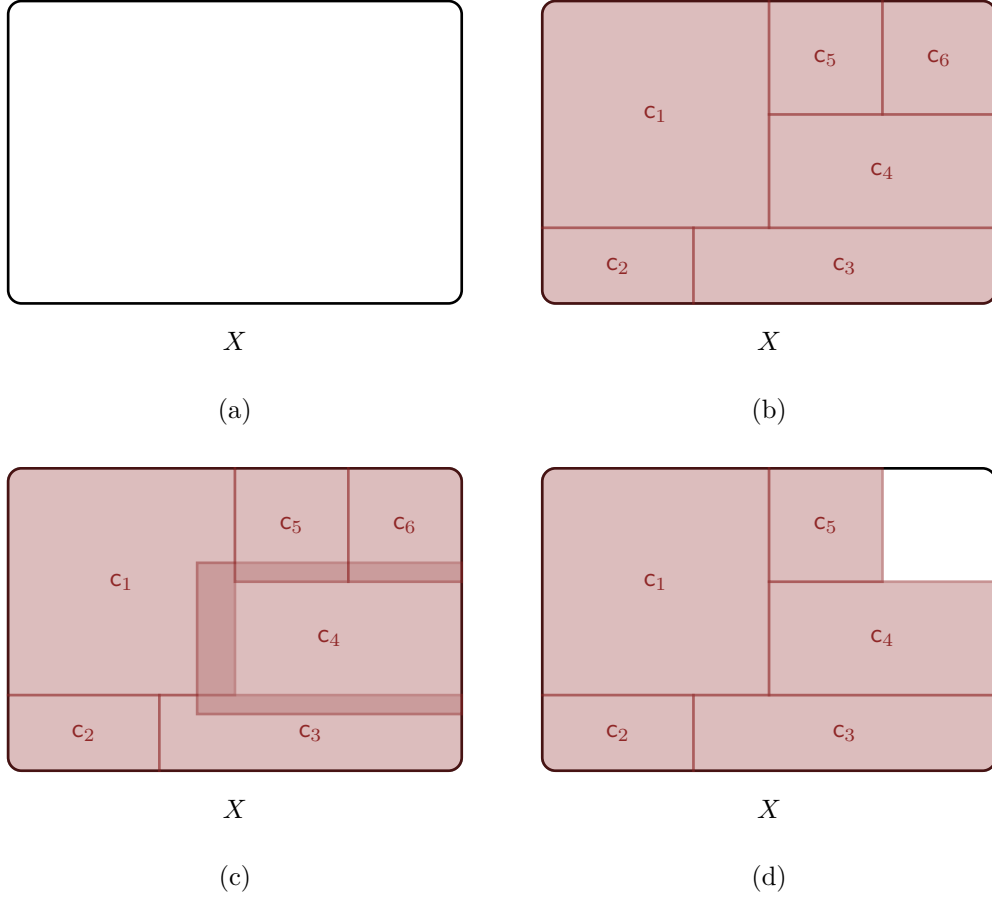 c₅ c₆
c₁
c₄
c₂ c₃
X X
(a) (b)
c₅ c₆ c₅
c₁ c₁
c₄ c₄
c₂ c₃ c₂ c₃
X X
(c) (d)